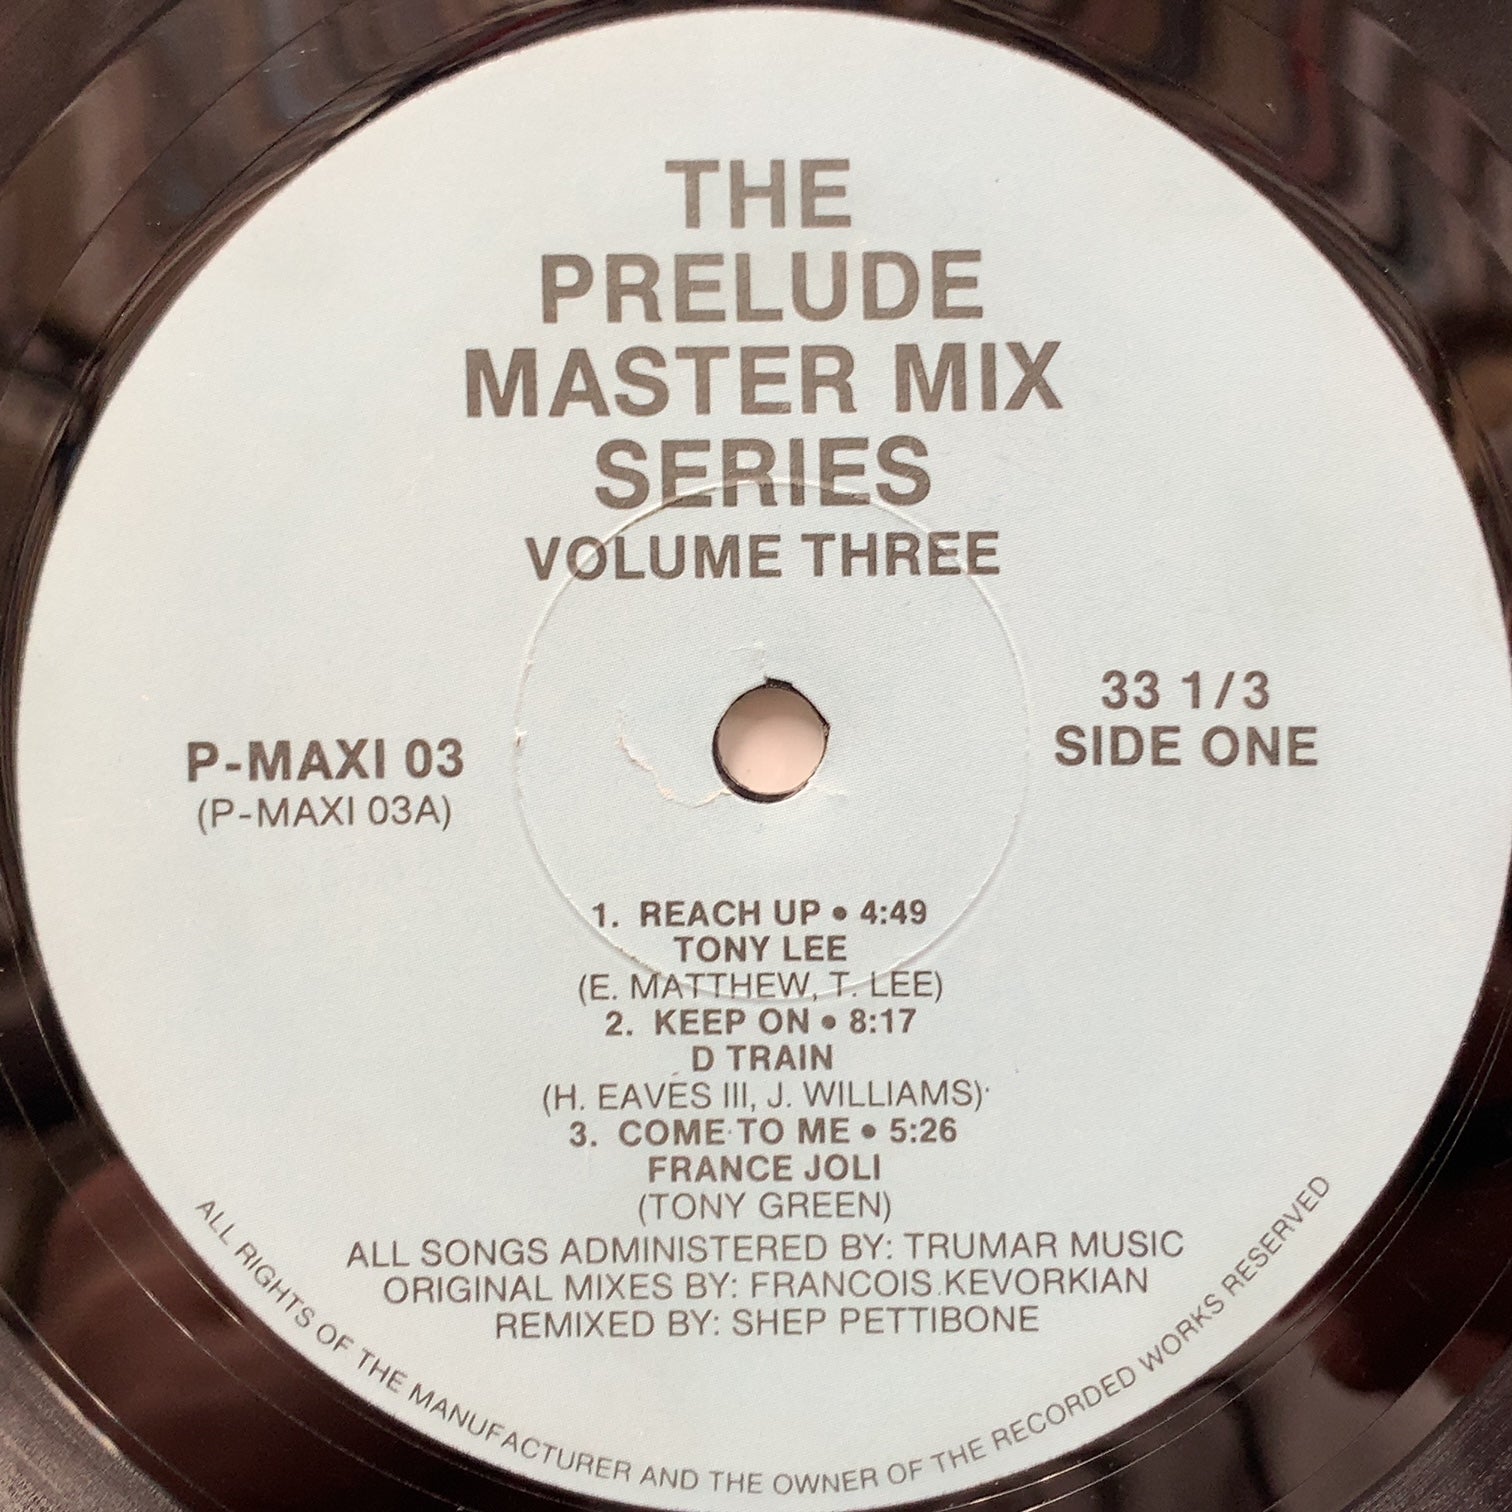 THE
PRELUDE
MASTER MIX
SERIES
VOLUME THREE
33 1/3
SIDE ONE
P-MAXI 03
(P-MAXI 03A)
1. REACH UP • 4:49
TONY LEE
(E. MATTHEW, T. LEE)
2. KEEP ON • 8:17
D TRAIN
(H. EAVES III, J. WILLIAMS)
3. COME TO ME • 5:26
FRANCE JOLI
(TONY GREEN)
ALL SONGS ADMINISTERED BY: TRUMAR MUSIC
ORIGINAL MIXES BY: FRANCOIS KEVORKIAN
REMIXED BY: SHEP PETTIBONE
ALL RIGHTS OF THE MANUFACTURER AND THE OWNER OF THE RECORDED WORKS RESERVED